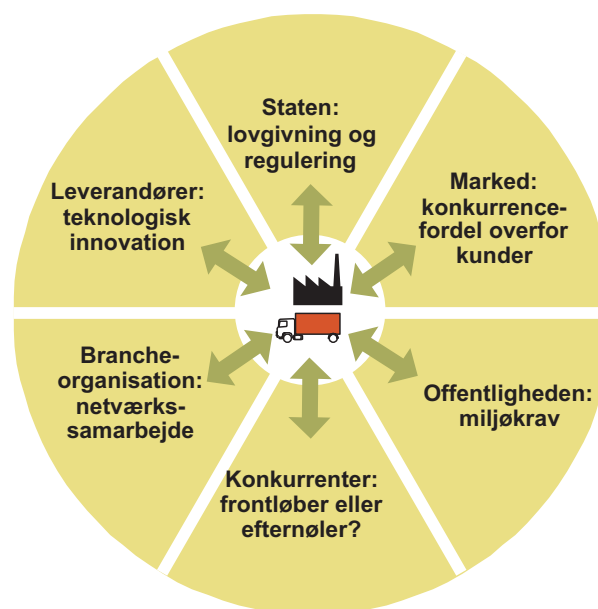 Staten:
lovgivning og
regulering
Marked:
konkurrence-
fordel overfor
kunder
Offentligheden:
miljøkrav
Konkurrenter:
frontløber eller
efternøler?
Branche-
organisation:
netværks-
samarbejde
Leverandører:
teknologisk
innovation